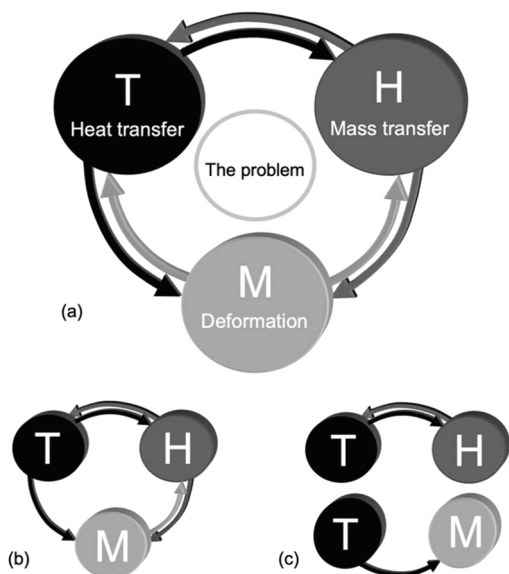 T
Heat transfer
H
Mass transfer
The problem
M
Deformation
(a)
T
H
M
(b)
T
H
T
M
(c)